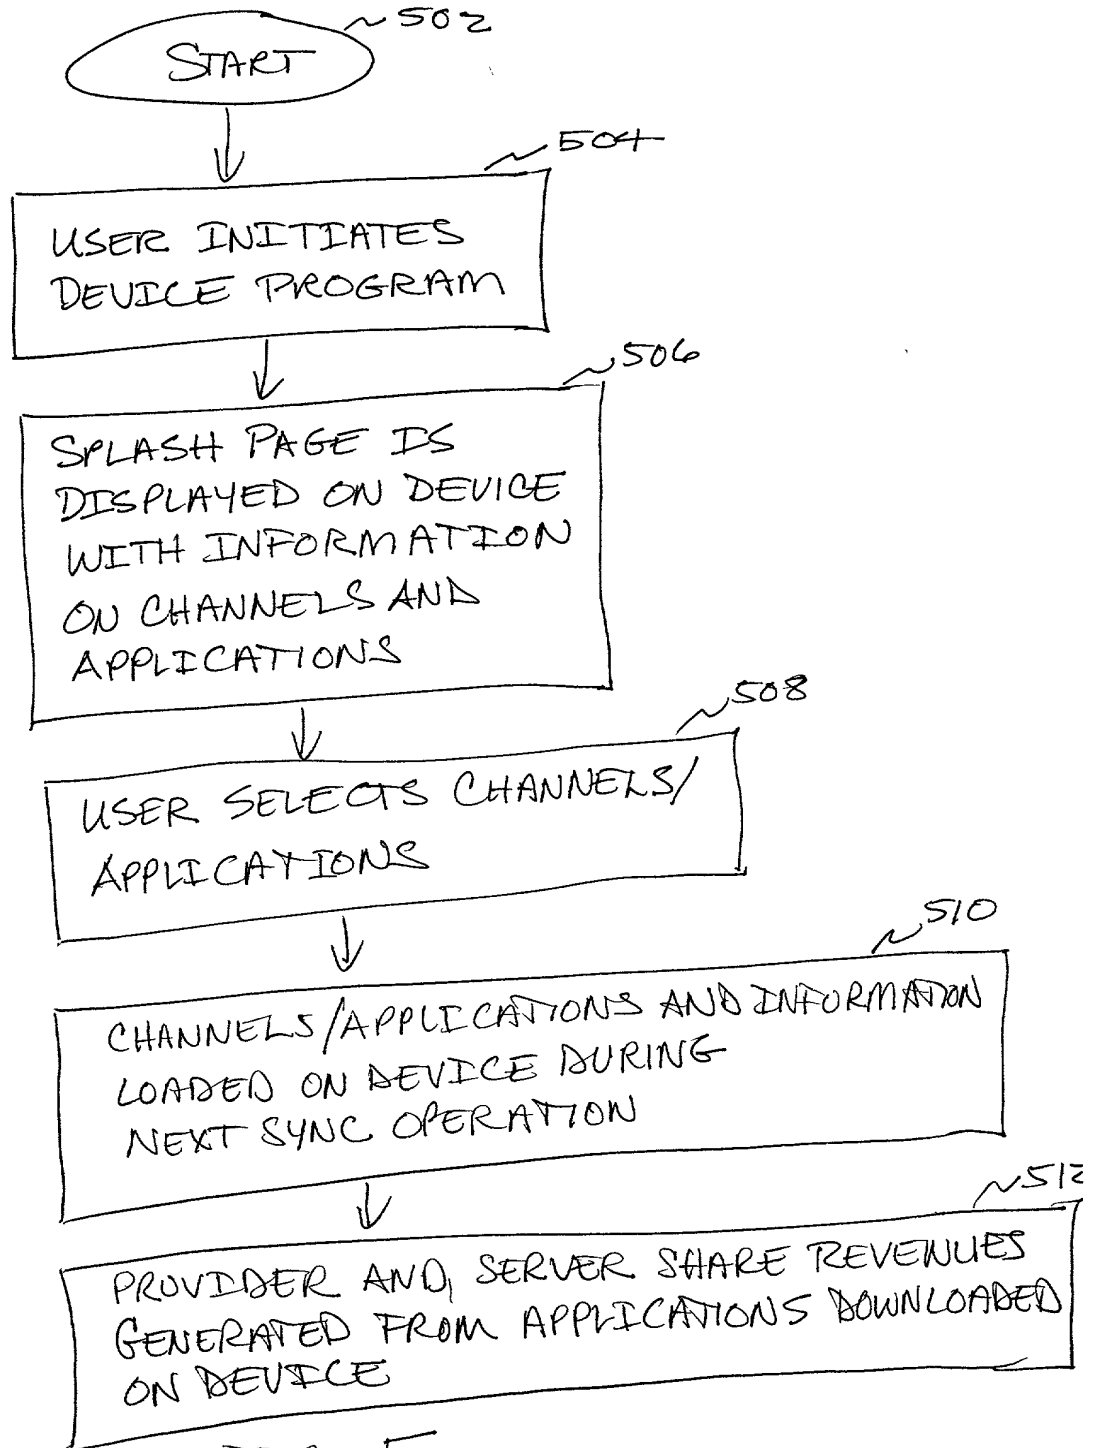 502
START
504
USER INITIATES
DEVICE PROGRAM
506
SPLASH PAGE IS
DISPLAYED ON DEVICE
WITH INFORMATION
ON CHANNELS AND
APPLICATIONS
508
USER SELECTS CHANNELS/
APPLICATIONS
510
CHANNELS/APPLICATIONS AND INFORMATION
LOADED ON DEVICE DURING
NEXT SYNC OPERATION
512
PROVIDER AND SERVER SHARE REVENUES
GENERATED FROM APPLICATIONS DOWNLOADED
ON DEVICE